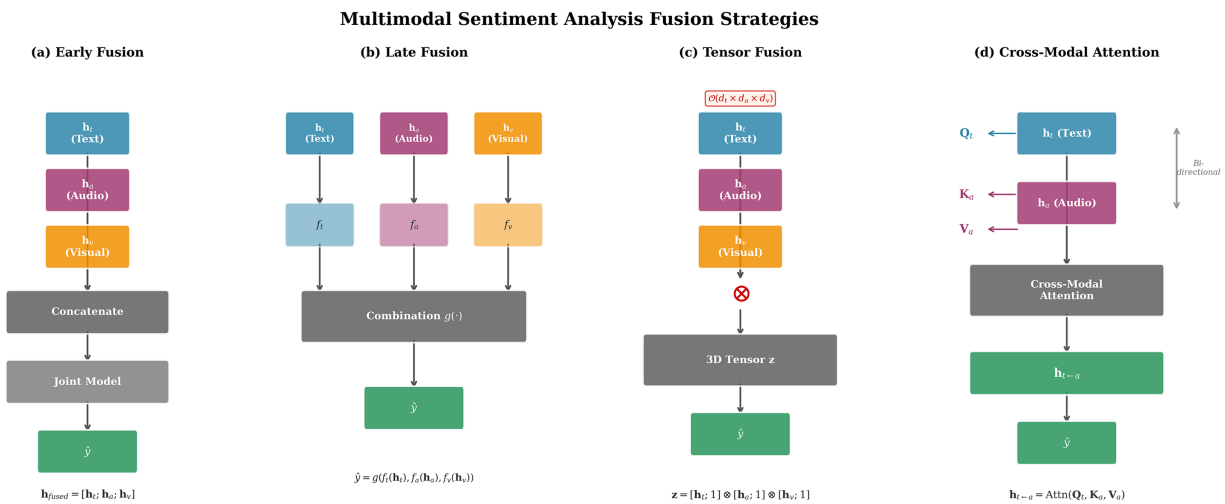 Multimodal Sentiment Analysis Fusion Strategies
(a) Early Fusion
h_t
(Text)
h_a
(Audio)
h_v
(Visual)
Concatenate
Joint Model
ŷ
h_fused = [h_t; h_a; h_v]
(b) Late Fusion
h_t
(Text)
h_a
(Audio)
h_v
(Visual)
f_t
f_a
f_v
Combination g(·)
ŷ
ŷ = g(f_t(h_t), f_a(h_a), f_v(h_v))
(c) Tensor Fusion
𝒪(d_t × d_a × d_v)
h_t
(Text)
h_a
(Audio)
h_v
(Visual)
⊗
3D Tensor z
ŷ
z = [h_t; 1] ⊗ [h_a; 1] ⊗ [h_v; 1]
(d) Cross-Modal Attention
Q_t
h_t (Text)
Bi-
directional
K_a
h_a (Audio)
V_a
Cross-Modal
Attention
h_t←a
ŷ
h_t←a = Attn(Q_t, K_a, V_a)